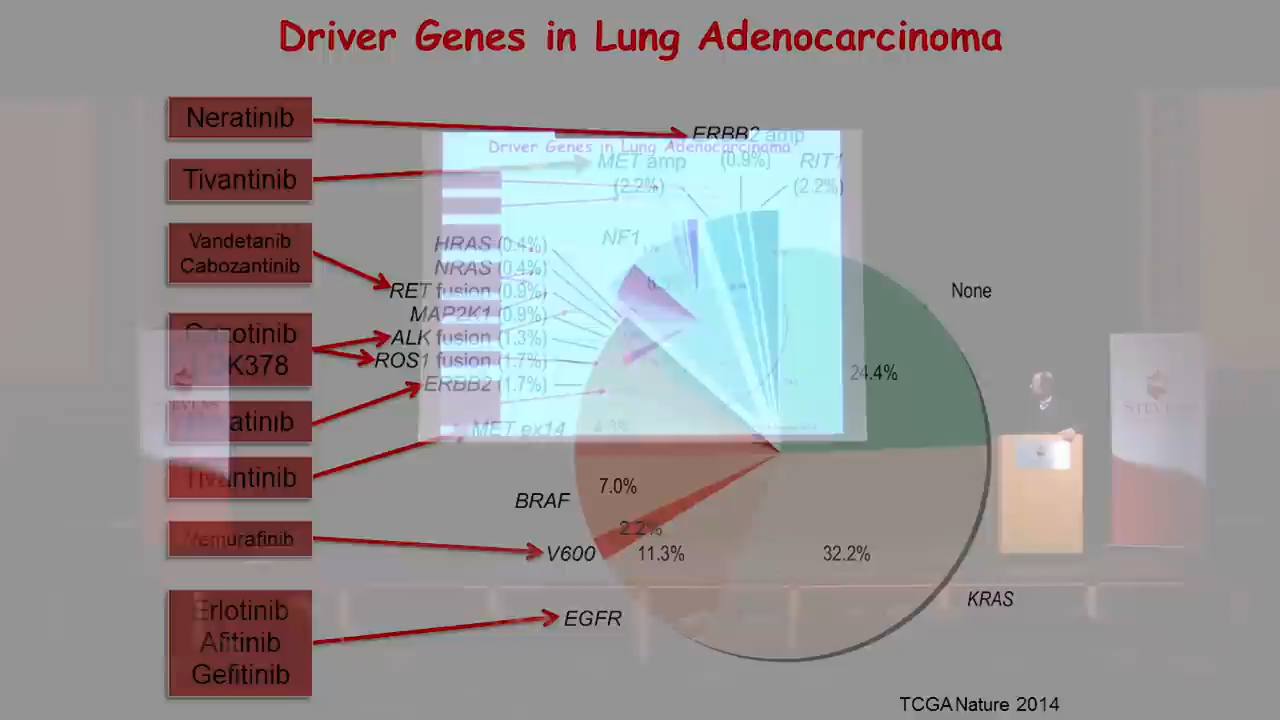 Driver Genes in Lung Adenocarcinoma
Neratinib
Tivantinib
Vandetanib
Cabozantinib
Vemurafinib
Erlotinib
Afitinib
Gefitinib
Driver Genes in Lung Adenocarcinoma
ERBB2 amp
(0.9%)
MET amp
(2.2%)
RIT1
(2.2%)
NF1
HRAS (0.4%)
NRAS (0.4%)
RET fusion (0.9%)
MAP2K1 (0.9%)
ALK fusion (1.3%)
ROS1 fusion (1.7%)
ERBB2 (1.7%)
MET ex14
BRAF
7.0%
2.2%
V600
11.3%
EGFR
32.2%
KRAS
24.4%
None
TCGA Nature 2014